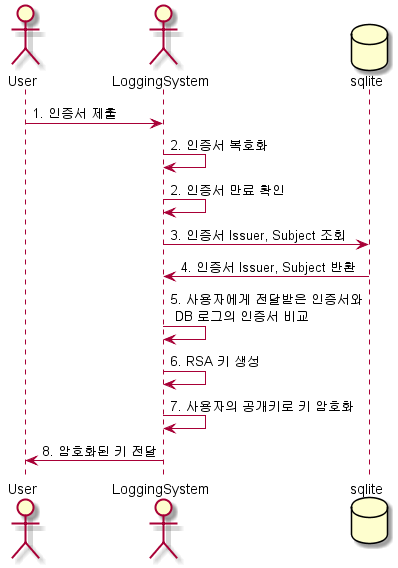 User
LoggingSystem
sqlite
1. 인증서 제출
2. 인증서 복호화
2. 인증서 만료 확인
3. 인증서 Issuer, Subject 조회
4. 인증서 Issuer, Subject 반환
5. 사용자에게 전달받은 인증서와
DB 로그의 인증서 비교
6. RSA 키 생성
7. 사용자의 공개키로 키 암호화
8. 암호화된 키 전달
User
LoggingSystem
sqlite